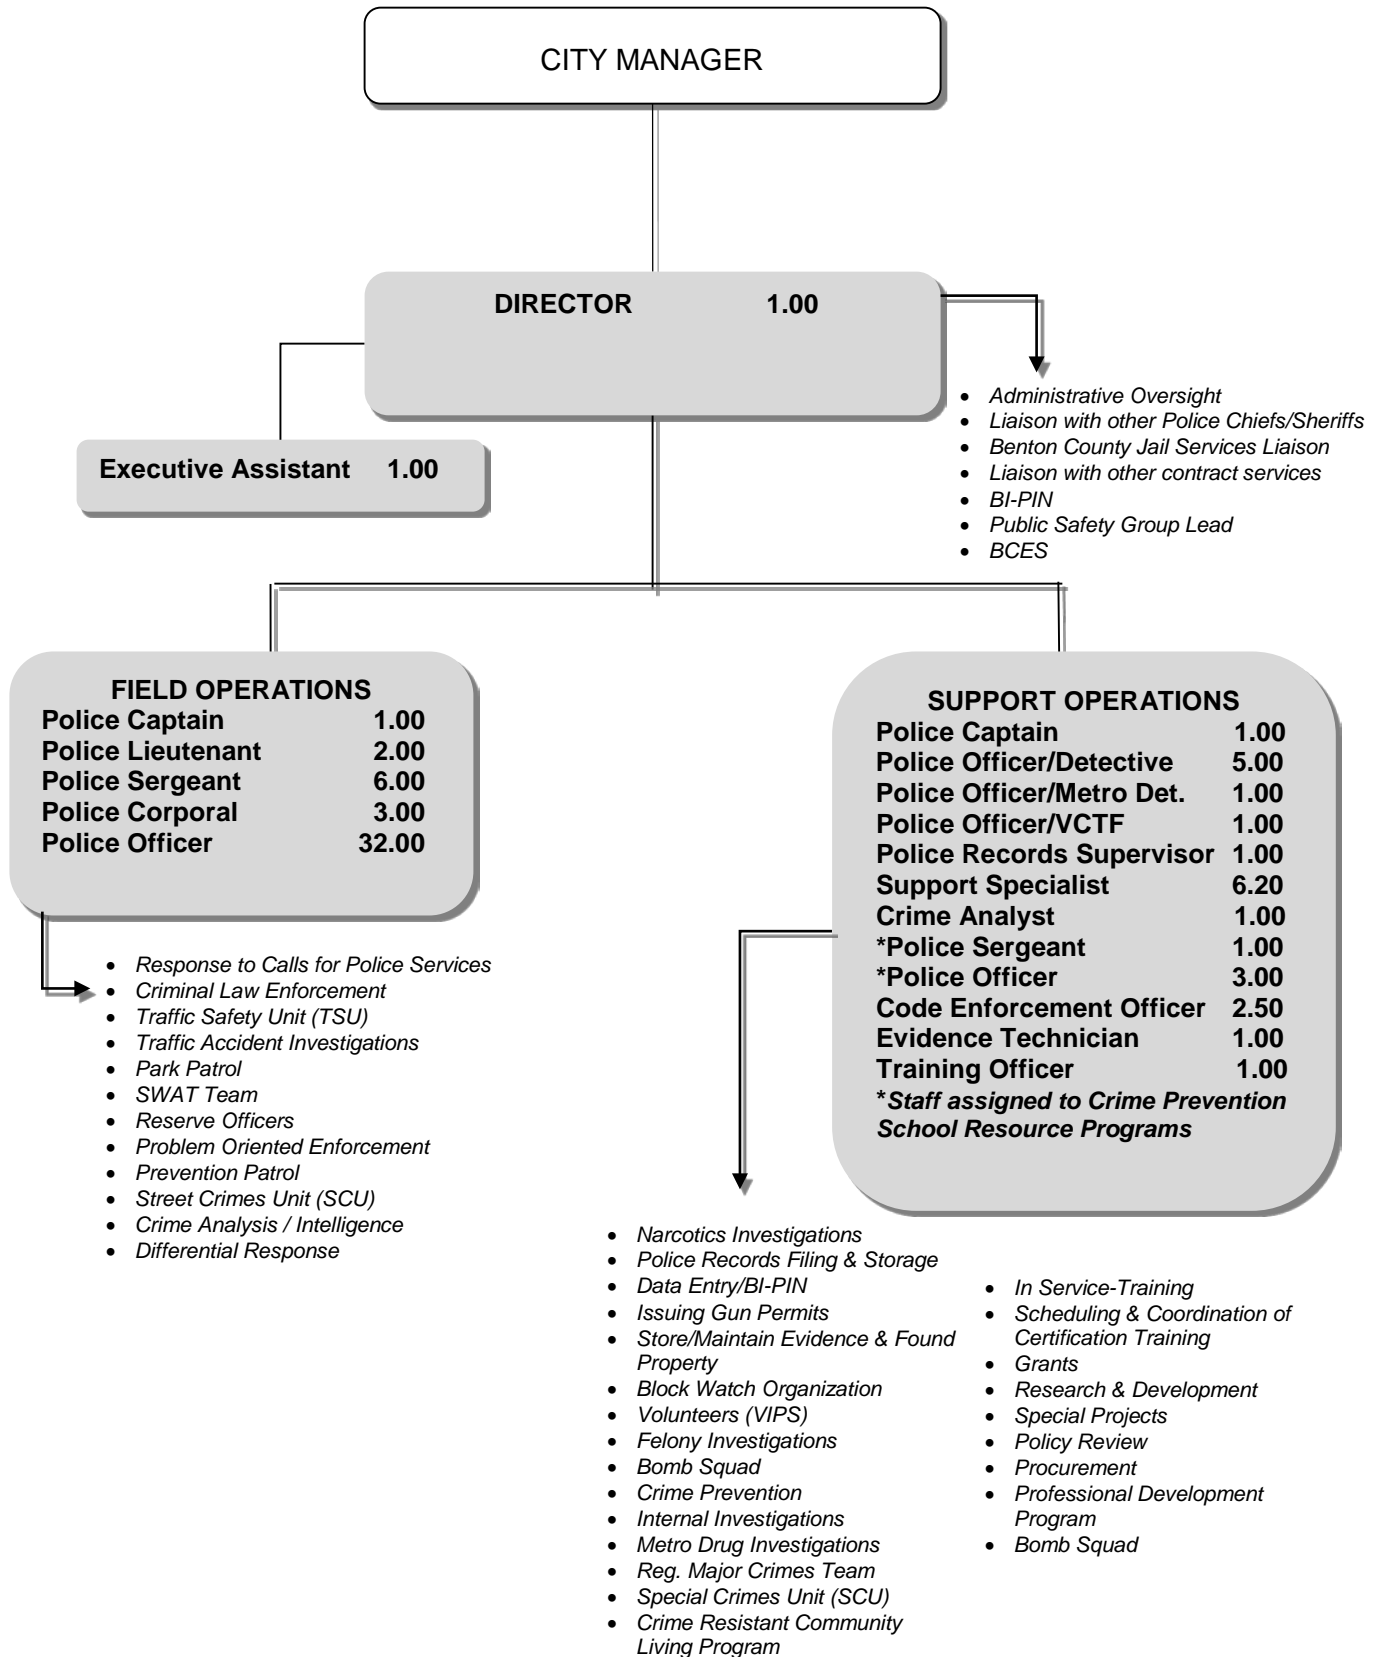 CITY MANAGER
DIRECTOR 1.00
• Administrative Oversight
• Liaison with other Police Chiefs/Sheriffs
• Benton County Jail Services Liaison
• Liaison with other contract services
• BI-PIN
• Public Safety Group Lead
• BCES
Executive Assistant 1.00
FIELD OPERATIONS
Police Captain 1.00
Police Lieutenant 2.00
Police Sergeant 6.00
Police Corporal 3.00
Police Officer 32.00
• Response to Calls for Police Services
• Criminal Law Enforcement
• Traffic Safety Unit (TSU)
• Traffic Accident Investigations
• Park Patrol
• SWAT Team
• Reserve Officers
• Problem Oriented Enforcement
• Prevention Patrol
• Street Crimes Unit (SCU)
• Crime Analysis / Intelligence
• Differential Response
SUPPORT OPERATIONS
Police Captain 1.00
Police Officer/Detective 5.00
Police Officer/Metro Det. 1.00
Police Officer/VCTF 1.00
Police Records Supervisor 1.00
Support Specialist 6.20
Crime Analyst 1.00
*Police Sergeant 1.00
*Police Officer 3.00
Code Enforcement Officer 2.50
Evidence Technician 1.00
Training Officer 1.00
*Staff assigned to Crime Prevention
School Resource Programs
• Narcotics Investigations
• Police Records Filing & Storage
• Data Entry/BI-PIN
• Issuing Gun Permits
• Store/Maintain Evidence & Found
Property
• Block Watch Organization
• Volunteers (VIPS)
• Felony Investigations
• Bomb Squad
• Crime Prevention
• Internal Investigations
• Metro Drug Investigations
• Reg. Major Crimes Team
• Special Crimes Unit (SCU)
• Crime Resistant Community
Living Program
• In Service-Training
• Scheduling & Coordination of
Certification Training
• Grants
• Research & Development
• Special Projects
• Policy Review
• Procurement
• Professional Development
Program
• Bomb Squad